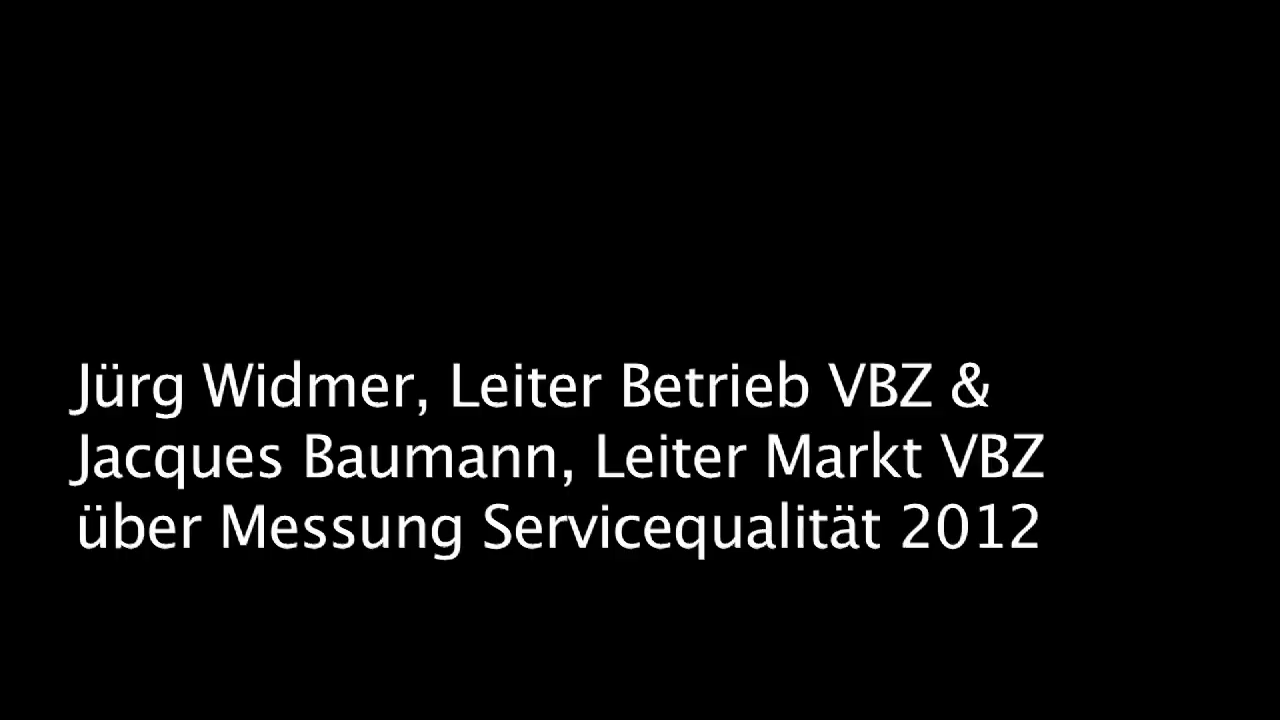 Jürg Widmer, Leiter Betrieb VBZ &
Jacques Baumann, Leiter Markt VBZ
über Messung Servicequalität 2012